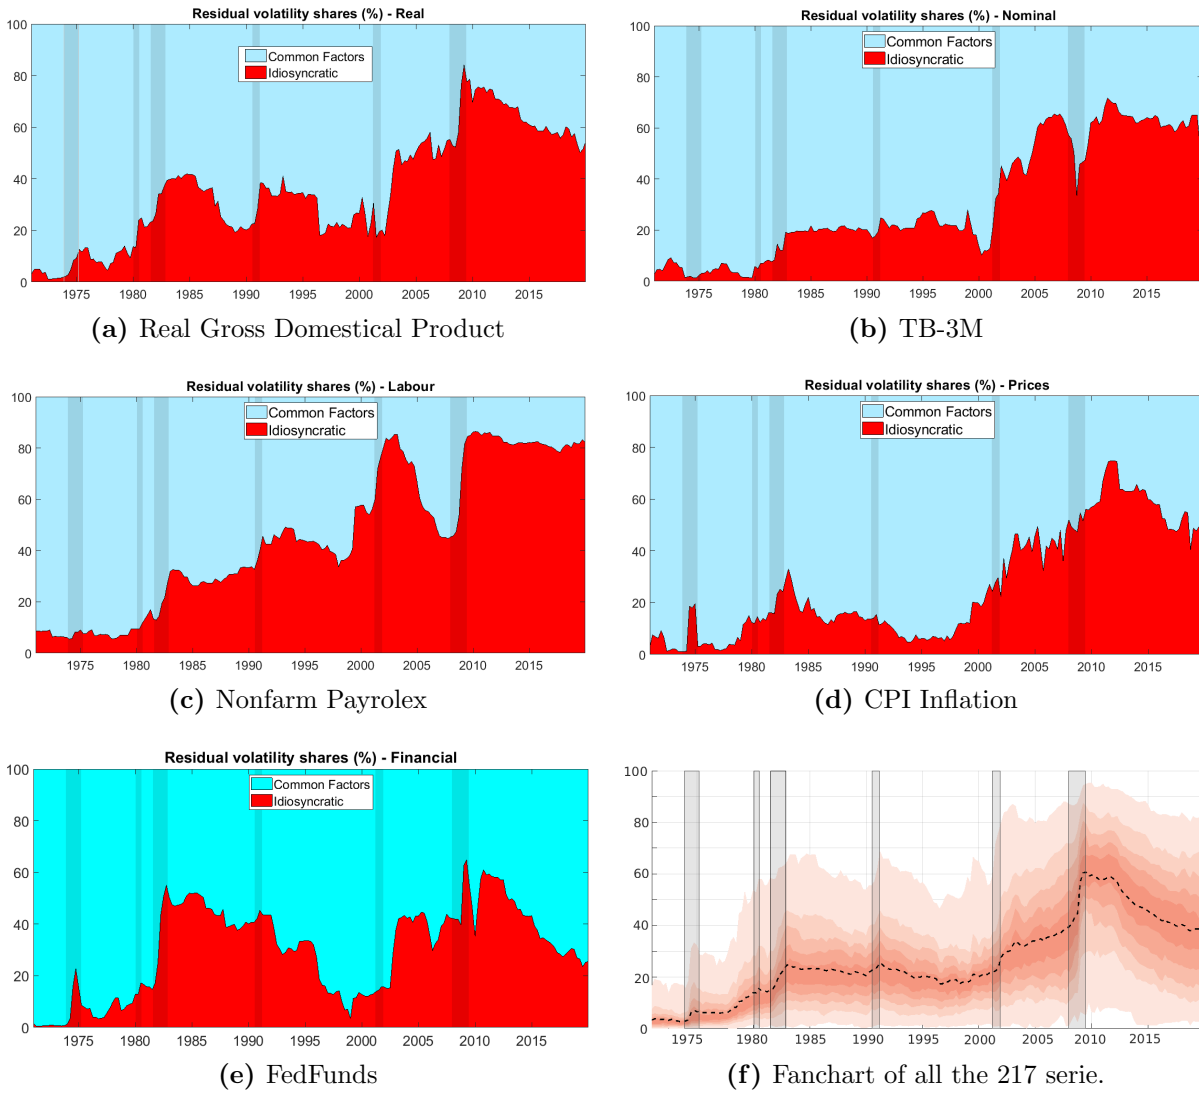 Residual volatility shares (%) - Real
100
80
60
40
20
0
Common Factors
Idiosyncratic
1975 1980 1985 1990 1995 2000 2005 2010 2015
(a) Real Gross Domestical Product
Residual volatility shares (%) - Nominal
100
80
60
40
20
0
Common Factors
Idiosyncratic
1975 1980 1985 1990 1995 2000 2005 2010 2015
(b) TB-3M
Residual volatility shares (%) - Labour
100
80
60
40
20
0
Common Factors
Idiosyncratic
1975 1980 1985 1990 1995 2000 2005 2010 2015
(c) Nonfarm Payrolex
Residual volatility shares (%) - Prices
100
80
60
40
20
0
Common Factors
Idiosyncratic
1975 1980 1985 1990 1995 2000 2005 2010 2015
(d) CPI Inflation
Residual volatility shares (%) - Financial
100
80
60
40
20
0
Common Factors
Idiosyncratic
1975 1980 1985 1990 1995 2000 2005 2010 2015
(e) FedFunds
100
80
60
40
20
0
1975 1980 1985 1990 1995 2000 2005 2010 2015
(f) Fanchart of all the 217 serie.